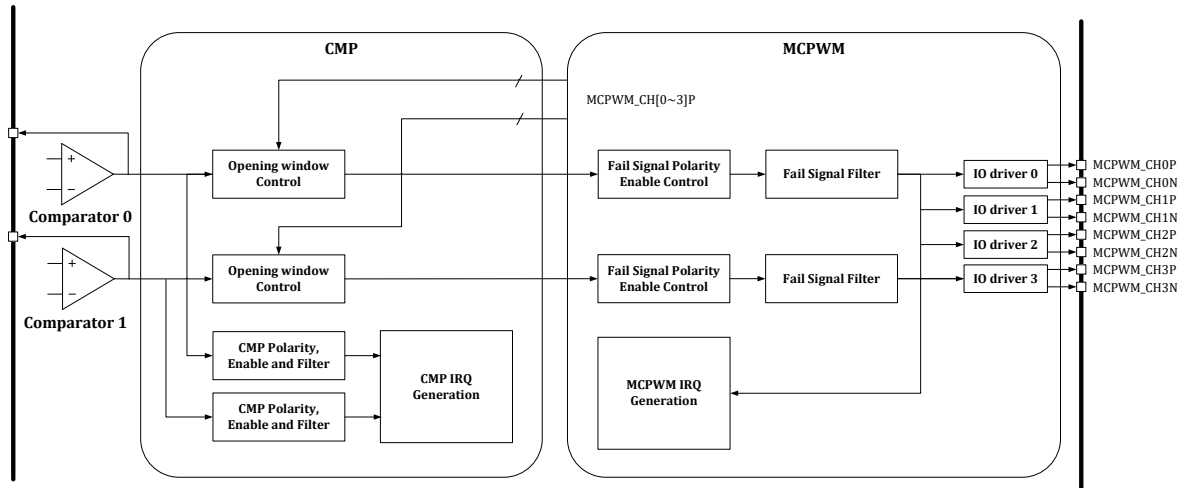 CMP
MCPWM
MCPWM_CH[0~3]P
+
−
Comparator 0
Opening window
Control
Fail Signal Polarity
Enable Control
Fail Signal Filter
IO driver 0
IO driver 1
IO driver 2
IO driver 3
MCPWM_CH0P
MCPWM_CH0N
MCPWM_CH1P
MCPWM_CH1N
MCPWM_CH2P
MCPWM_CH2N
MCPWM_CH3P
MCPWM_CH3N
+
−
Comparator 1
Opening window
Control
Fail Signal Polarity
Enable Control
Fail Signal Filter
CMP Polarity,
Enable and Filter
CMP Polarity,
Enable and Filter
CMP IRQ
Generation
MCPWM IRQ
Generation